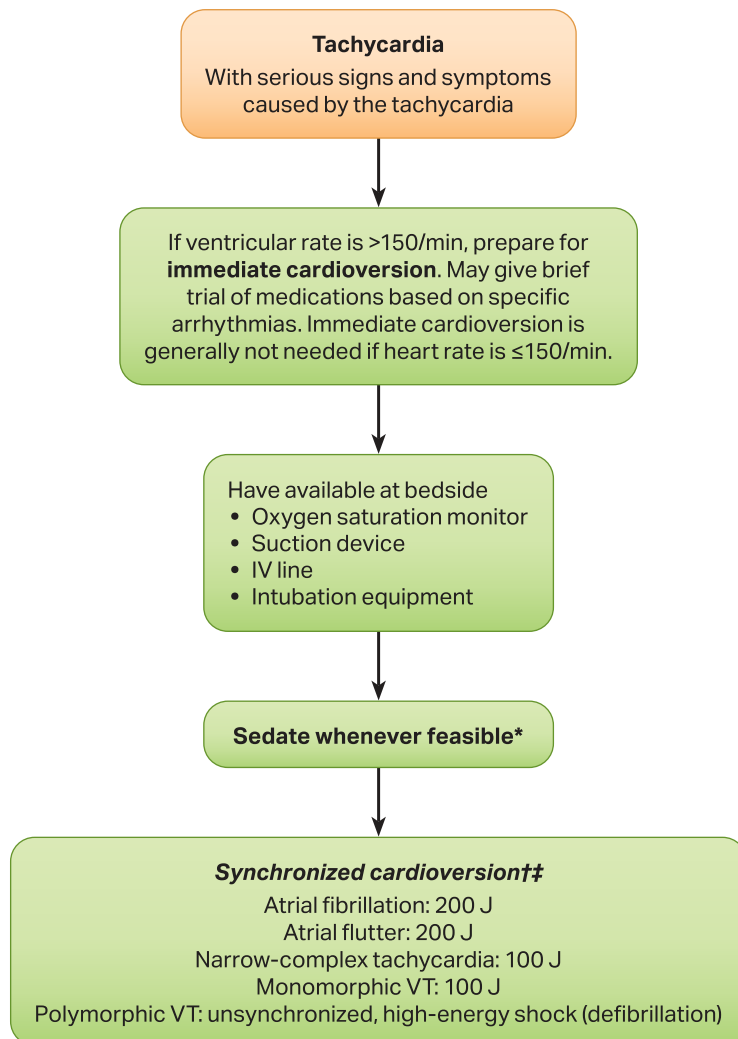 Tachycardia
With serious signs and symptoms
caused by the tachycardia
If ventricular rate is >150/min, prepare for
immediate cardioversion. May give brief
trial of medications based on specific
arrhythmias. Immediate cardioversion is
generally not needed if heart rate is ≤150/min.
Have available at bedside
• Oxygen saturation monitor
• Suction device
• IV line
• Intubation equipment
Sedate whenever feasible*
Synchronized cardioversion†‡
Atrial fibrillation: 200 J
Atrial flutter: 200 J
Narrow-complex tachycardia: 100 J
Monomorphic VT: 100 J
Polymorphic VT: unsynchronized, high-energy shock (defibrillation)